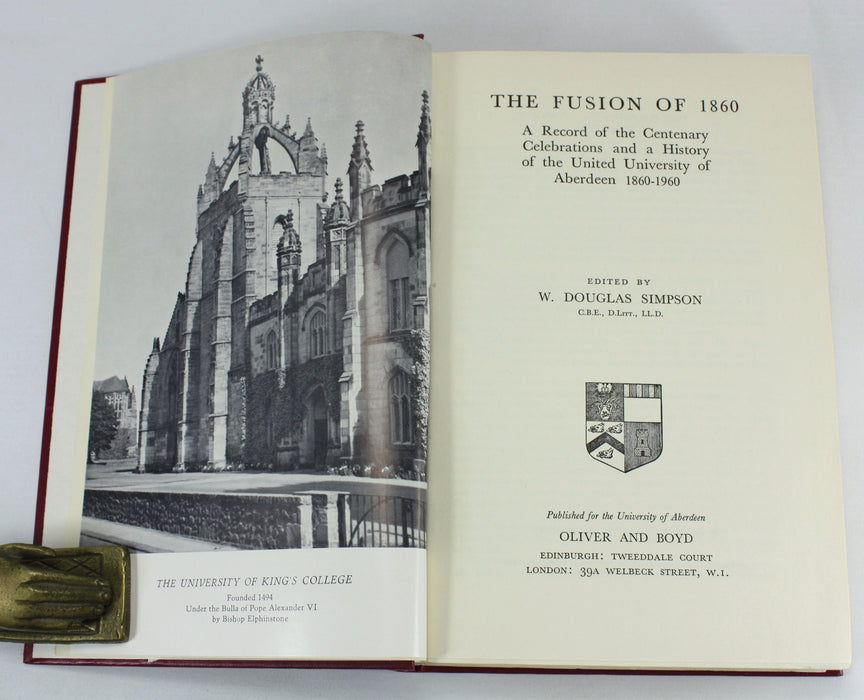 THE UNIVERSITY OF KING'S COLLEGE
Founded 1494
Under the Bulla of Pope Alexander VI
by Bishop Elphinstone
THE FUSION OF 1860
A Record of the Centenary
Celebrations and a History
of the United University of
Aberdeen 1860-1960
EDITED BY
W. DOUGLAS SIMPSON
C.B.E., D.LITT., LL.D.
Published for the University of Aberdeen
OLIVER AND BOYD
EDINBURGH: TWEEDDALE COURT
LONDON: 39A WELBECK STREET, W.I.